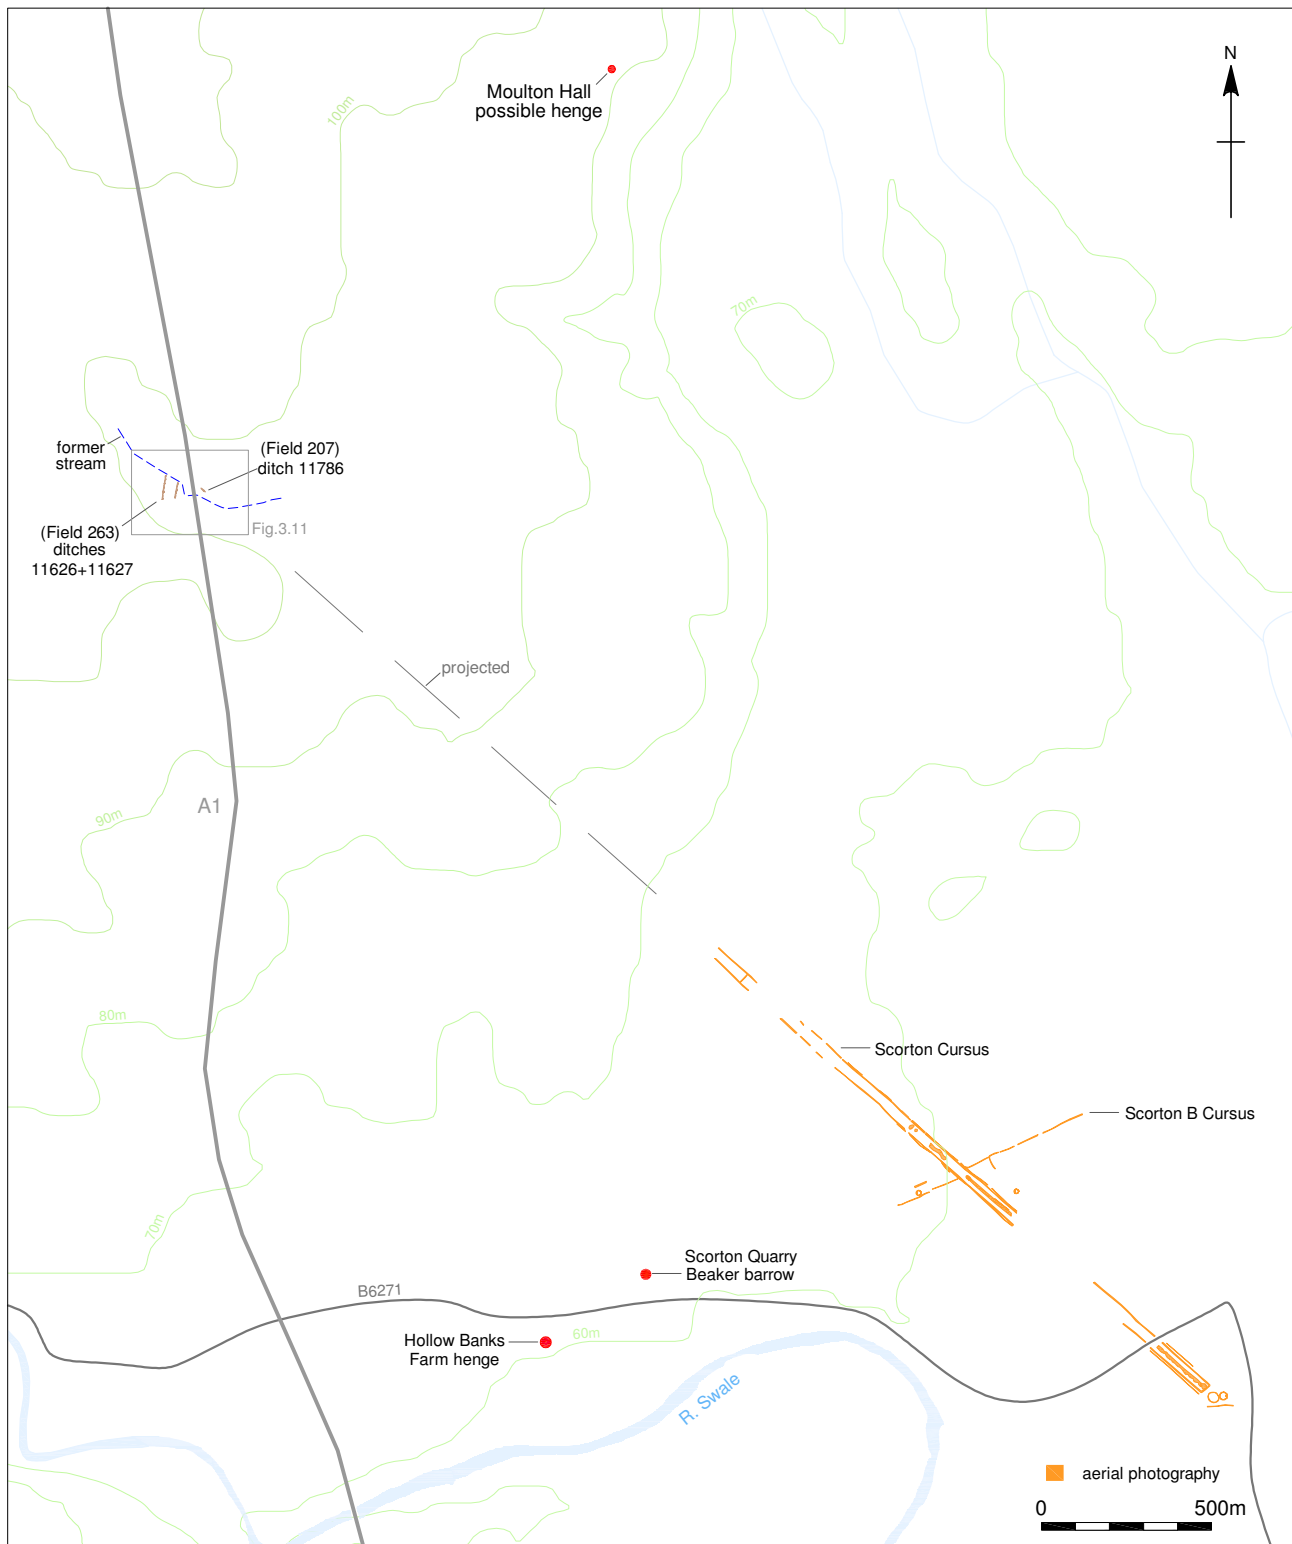 N
Moulton Hall
possible henge
100m
70m
former
stream
(Field 207)
ditch 11786
(Field 263)
ditches
11626+11627
Fig.3.11
projected
A1
90m
80m
Scorton Cursus
Scorton B Cursus
70m
Scorton Quarry
Beaker barrow
B6271
Hollow Banks
Farm henge
60m
R. Swale
aerial photography
0 500m